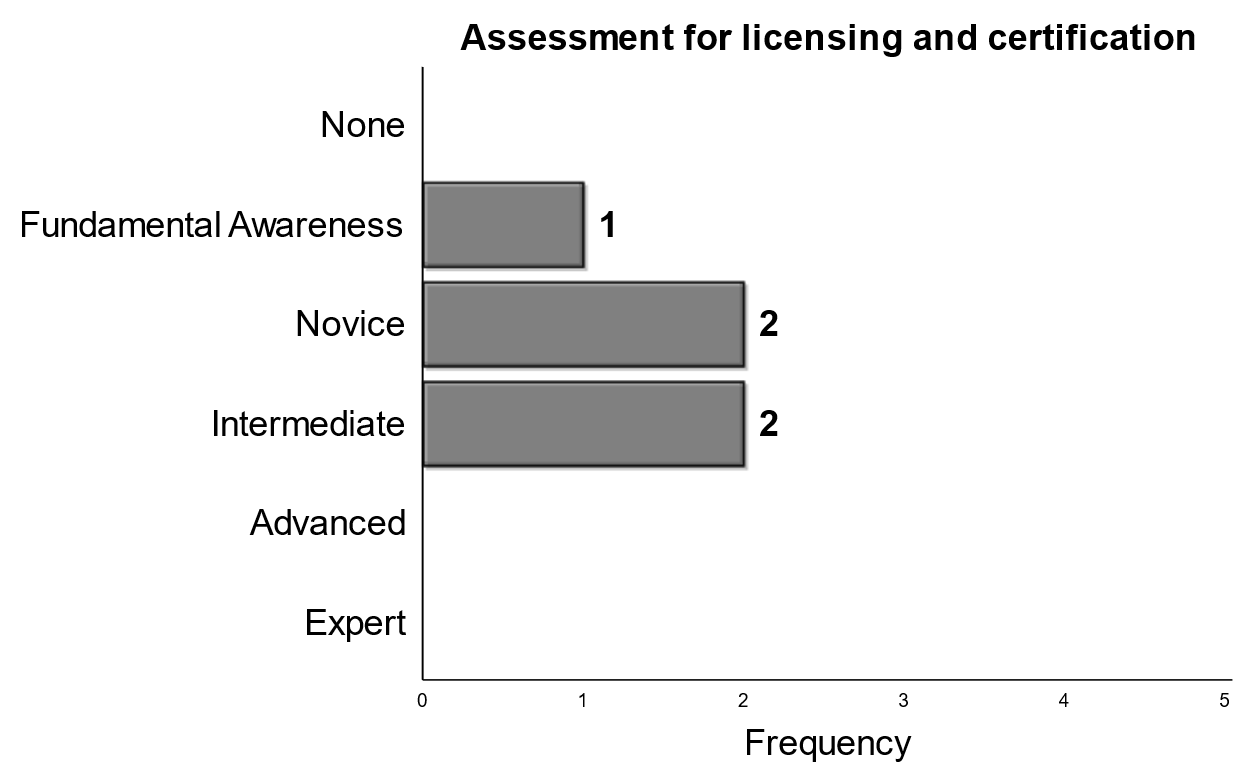 Assessment for licensing and certification
None
Fundamental Awareness
1
Novice
2
Intermediate
2
Advanced
Expert
0 1 2 3 4 5
Frequency